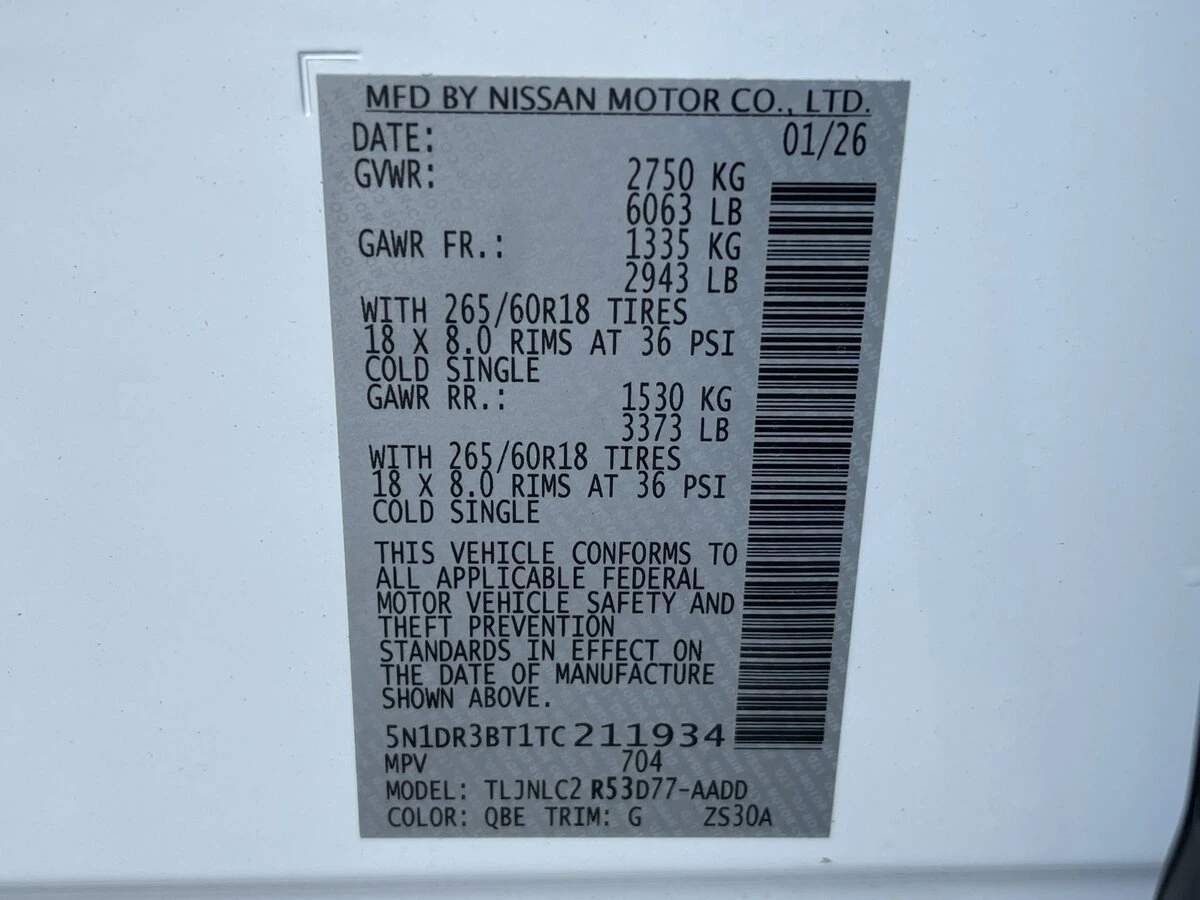 MFD BY NISSAN MOTOR CO., LTD.
DATE: 01/26
GVWR: 2750 KG
6063 LB
GAWR FR.: 1335 KG
2943 LB
WITH 265/60R18 TIRES
18 X 8.0 RIMS AT 36 PSI
COLD SINGLE
GAWR RR.: 1530 KG
3373 LB
WITH 265/60R18 TIRES
18 X 8.0 RIMS AT 36 PSI
COLD SINGLE
THIS VEHICLE CONFORMS TO
ALL APPLICABLE FEDERAL
MOTOR VEHICLE SAFETY AND
THEFT PREVENTION
STANDARDS IN EFFECT ON
THE DATE OF MANUFACTURE
SHOWN ABOVE.
5N1DR3BT1TC211934
MPV 704
MODEL: TLJNLC2 R53D77-AADD
COLOR: QBE TRIM: G ZS30A